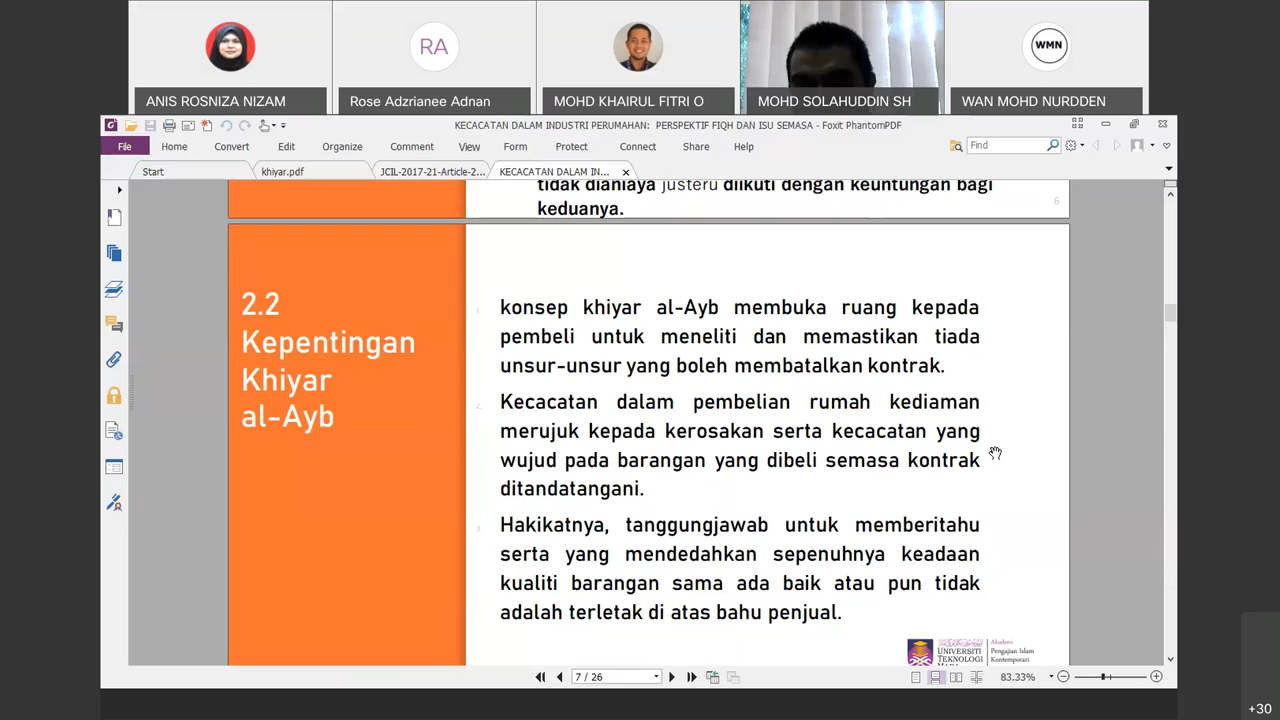 RA
WMN
ANIS ROSNIZA NIZAM
Rose Adzrianee Adnan
MOHD KHAIRUL FITRI O
MOHD SOLAHUDDIN SH
WAN MOHD NURDDEN
KECACATAN DALAM INDUSTRI PERUMAHAN: PERSPEKTIF FIQH DAN ISU SEMASA - Foxit PhantomPDF
File Home Convert Edit Organize Comment View Form Protect Connect Share Help Find
Start khiyar.pdf JCIL-2017-21-Article-2... KECACATAN DALAM IN...
tidak dianiaya justeru diikuti dengan keuntungan bagi
keduanya.
6
2.2
Kepentingan
Khiyar
al-Ayb
1. konsep khiyar al-Ayb membuka ruang kepada
pembeli untuk meneliti dan memastikan tiada
unsur-unsur yang boleh membatalkan kontrak.
2. Kecacatan dalam pembelian rumah kediaman
merujuk kepada kerosakan serta kecacatan yang
wujud pada barangan yang dibeli semasa kontrak
ditandatangani.
3. Hakikatnya, tanggungjawab untuk memberitahu
serta yang mendedahkan sepenuhnya keadaan
kualiti barangan sama ada baik atau pun tidak
adalah terletak di atas bahu penjual.
UNIVERSITI
TEKNOLOGI
Akademi
Pengajian Islam
Kontemporari
7 / 26
83.33%
+30